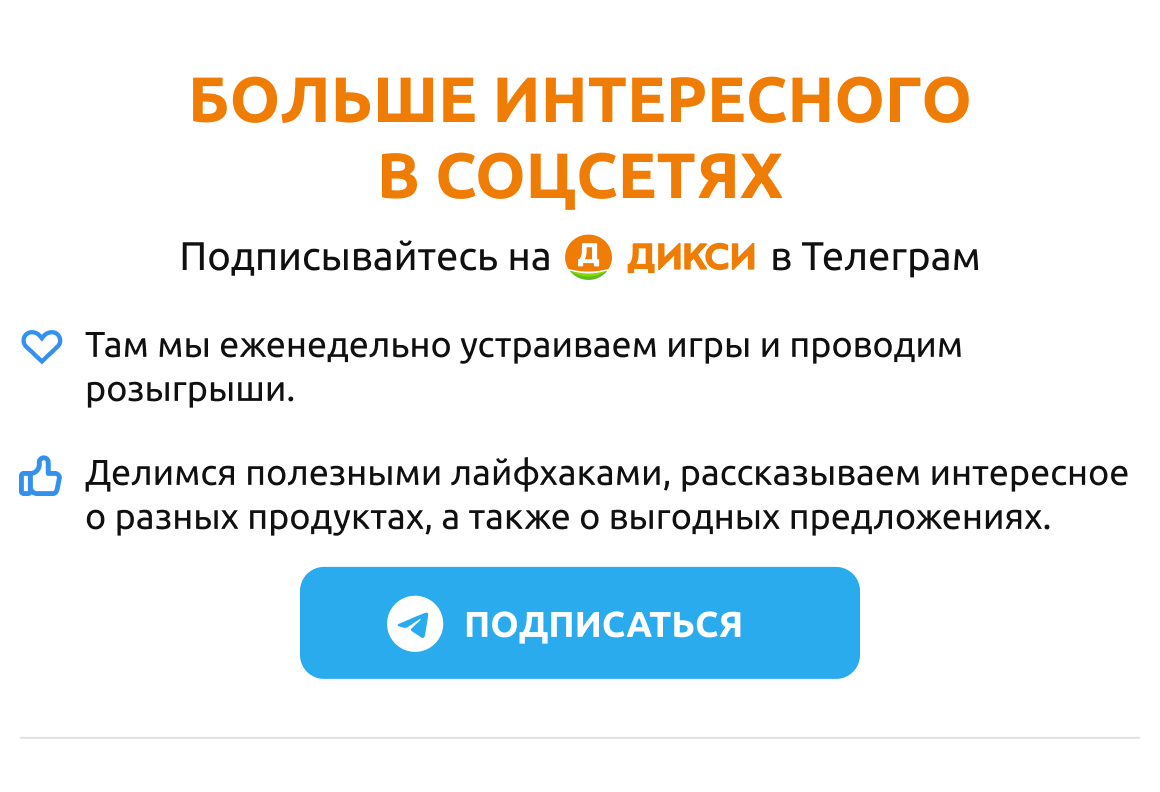 БОЛЬШЕ ИНТЕРЕСНОГО
В СОЦСЕТЯХ
Подписывайтесь на Д ДИКСИ в Телеграм
Там мы еженедельно устраиваем игры и проводим
розыгрыши.
Делимся полезными лайфхаками, рассказываем интересное
о разных продуктах, а также о выгодных предложениях.
ПОДПИСАТЬСЯ